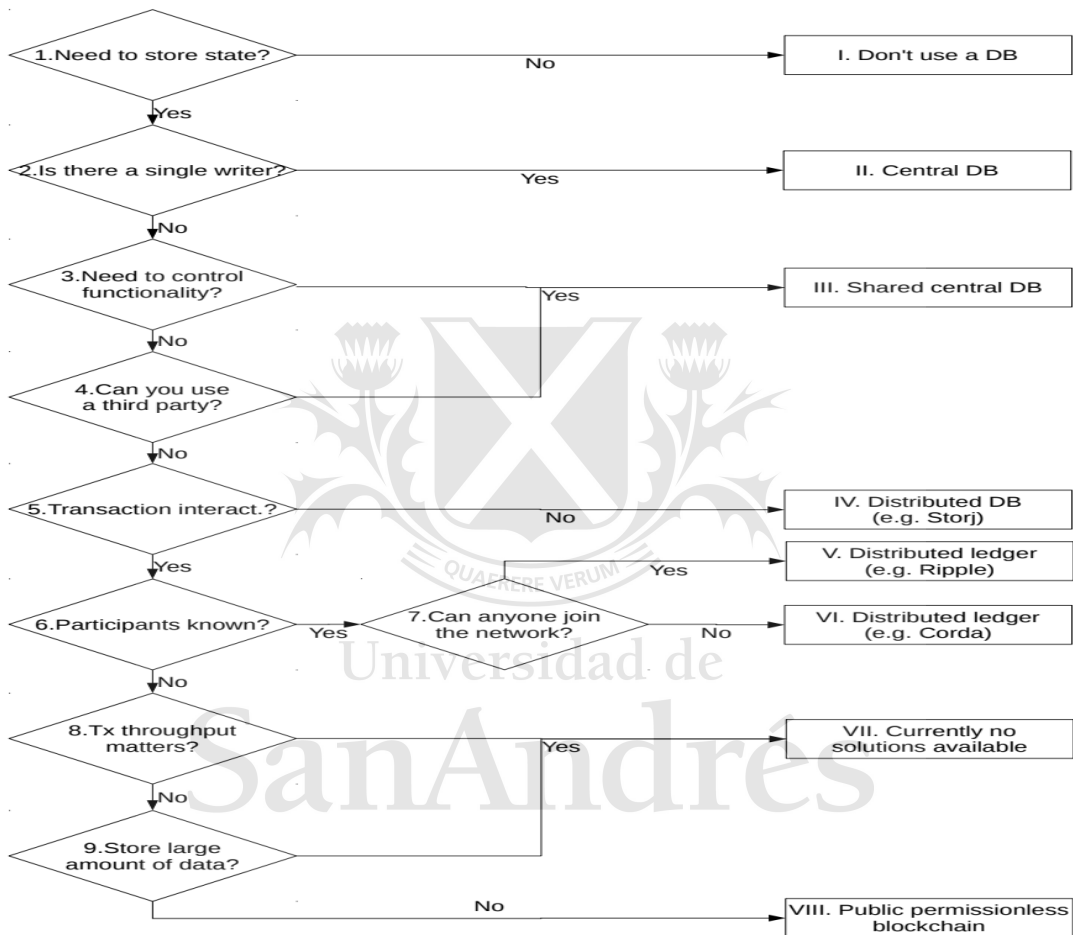 1.Need to store state?
No
I. Don't use a DB
Yes
2.Is there a single writer?
Yes
II. Central DB
No
3.Need to control
functionality?
Yes
III. Shared central DB
No
4.Can you use
a third party?
No
5.Transaction interact.?
No
IV. Distributed DB
(e.g. Storj)
Yes
QUAERERE VERUM
Yes
V. Distributed ledger
(e.g. Ripple)
6.Participants known?
Yes
7.Can anyone join
the network?
No
VI. Distributed ledger
(e.g. Corda)
Universidad de
SanAndrés
No
8.Tx throughput
matters?
Yes
VII. Currently no
solutions available
No
9.Store large
amount of data?
No
VIII. Public permissionless
blockchain